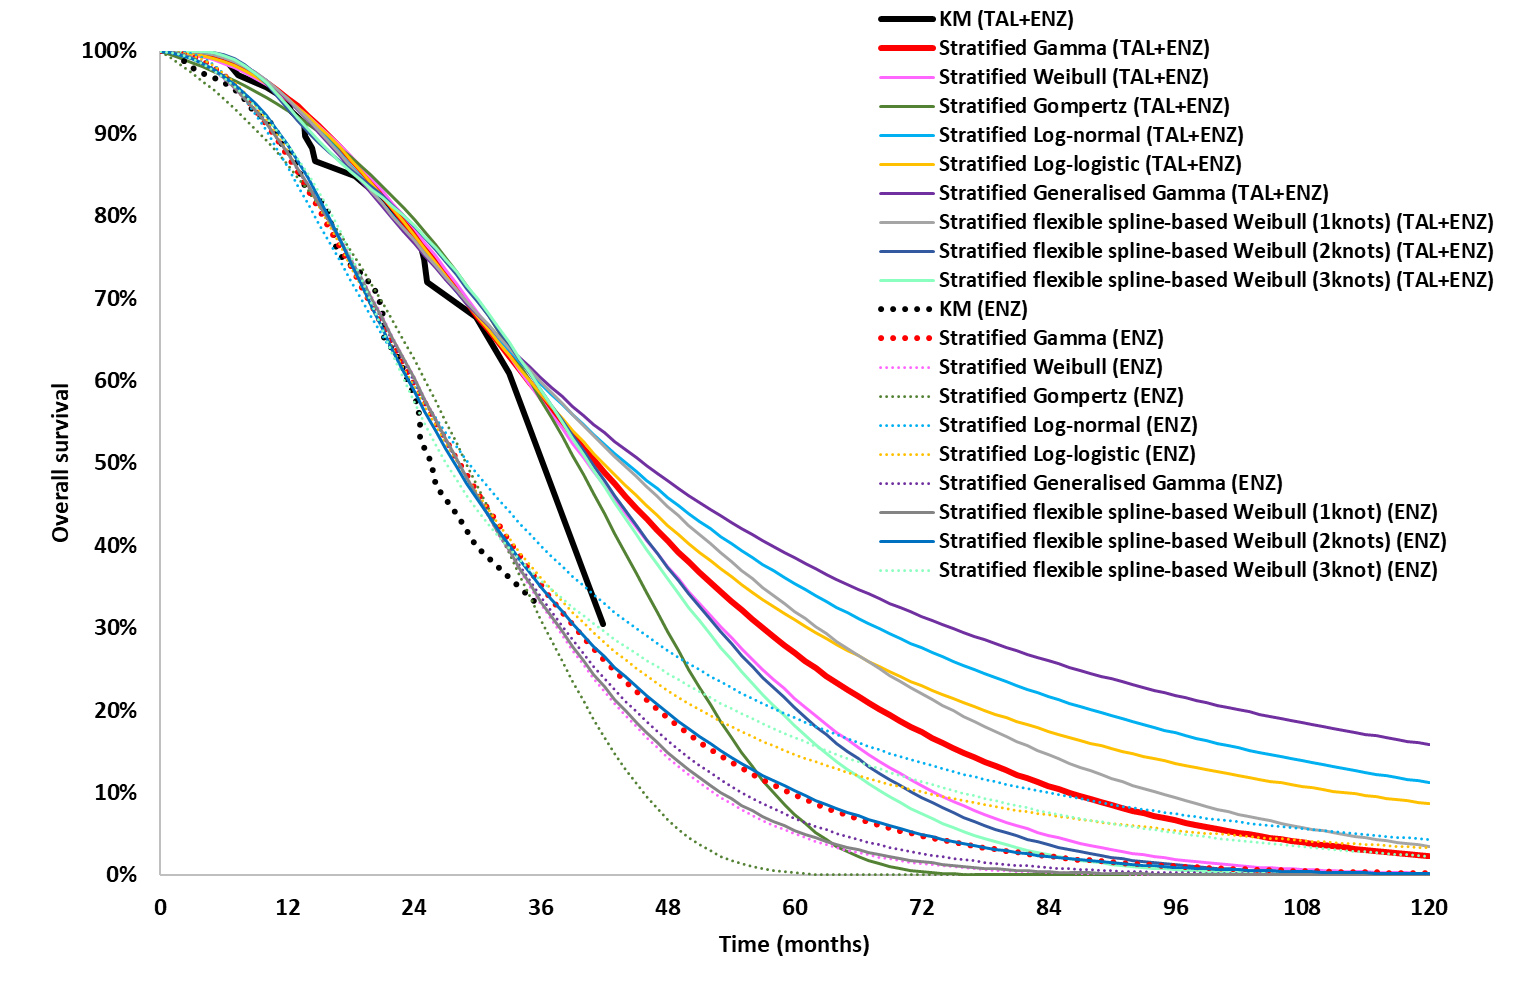 KM (TAL+ENZ)
Stratified Gamma (TAL+ENZ)
Stratified Weibull (TAL+ENZ)
Stratified Gompertz (TAL+ENZ)
Stratified Log-normal (TAL+ENZ)
Stratified Log-logistic (TAL+ENZ)
Stratified Generalised Gamma (TAL+ENZ)
Stratified flexible spline-based Weibull (1knots) (TAL+ENZ)
Stratified flexible spline-based Weibull (2knots) (TAL+ENZ)
Stratified flexible spline-based Weibull (3knots) (TAL+ENZ)
KM (ENZ)
Stratified Gamma (ENZ)
Stratified Weibull (ENZ)
Stratified Gompertz (ENZ)
Stratified Log-normal (ENZ)
Stratified Log-logistic (ENZ)
Stratified Generalised Gamma (ENZ)
Stratified flexible spline-based Weibull (1knot) (ENZ)
Stratified flexible spline-based Weibull (2knots) (ENZ)
Stratified flexible spline-based Weibull (3knot) (ENZ)
Overall survival
100%
90%
80%
70%
60%
50%
40%
30%
20%
10%
0%
0 12 24 36 48 60 72 84 96 108 120
Time (months)